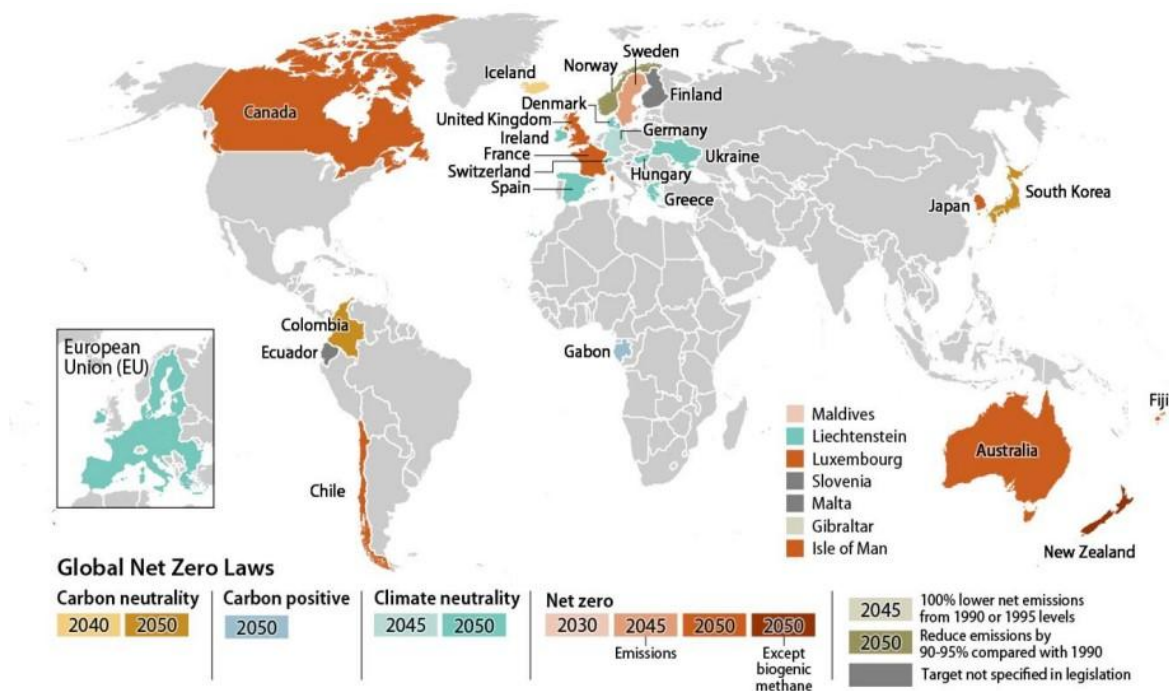 Sweden
Norway
Iceland
Denmark
Finland
Canada
United Kingdom
Ireland
Germany
France
Ukraine
Switzerland
Hungary
Spain
Greece
Japan
South Korea
Colombia
Ecuador
Gabon
European
Union (EU)
Chile
Maldives
Liechtenstein
Luxembourg
Slovenia
Malta
Gibraltar
Isle of Man
Fiji
Australia
New Zealand
Global Net Zero Laws
Carbon neutrality
2040 2050
Carbon positive
2050
Climate neutrality
2045 2050
Net zero
2030 2045 2050 2050
Emissions
Except
biogenic
methane
2045 100% lower net emissions
from 1990 or 1995 levels
2050 Reduce emissions by
90-95% compared with 1990
Target not specified in legislation